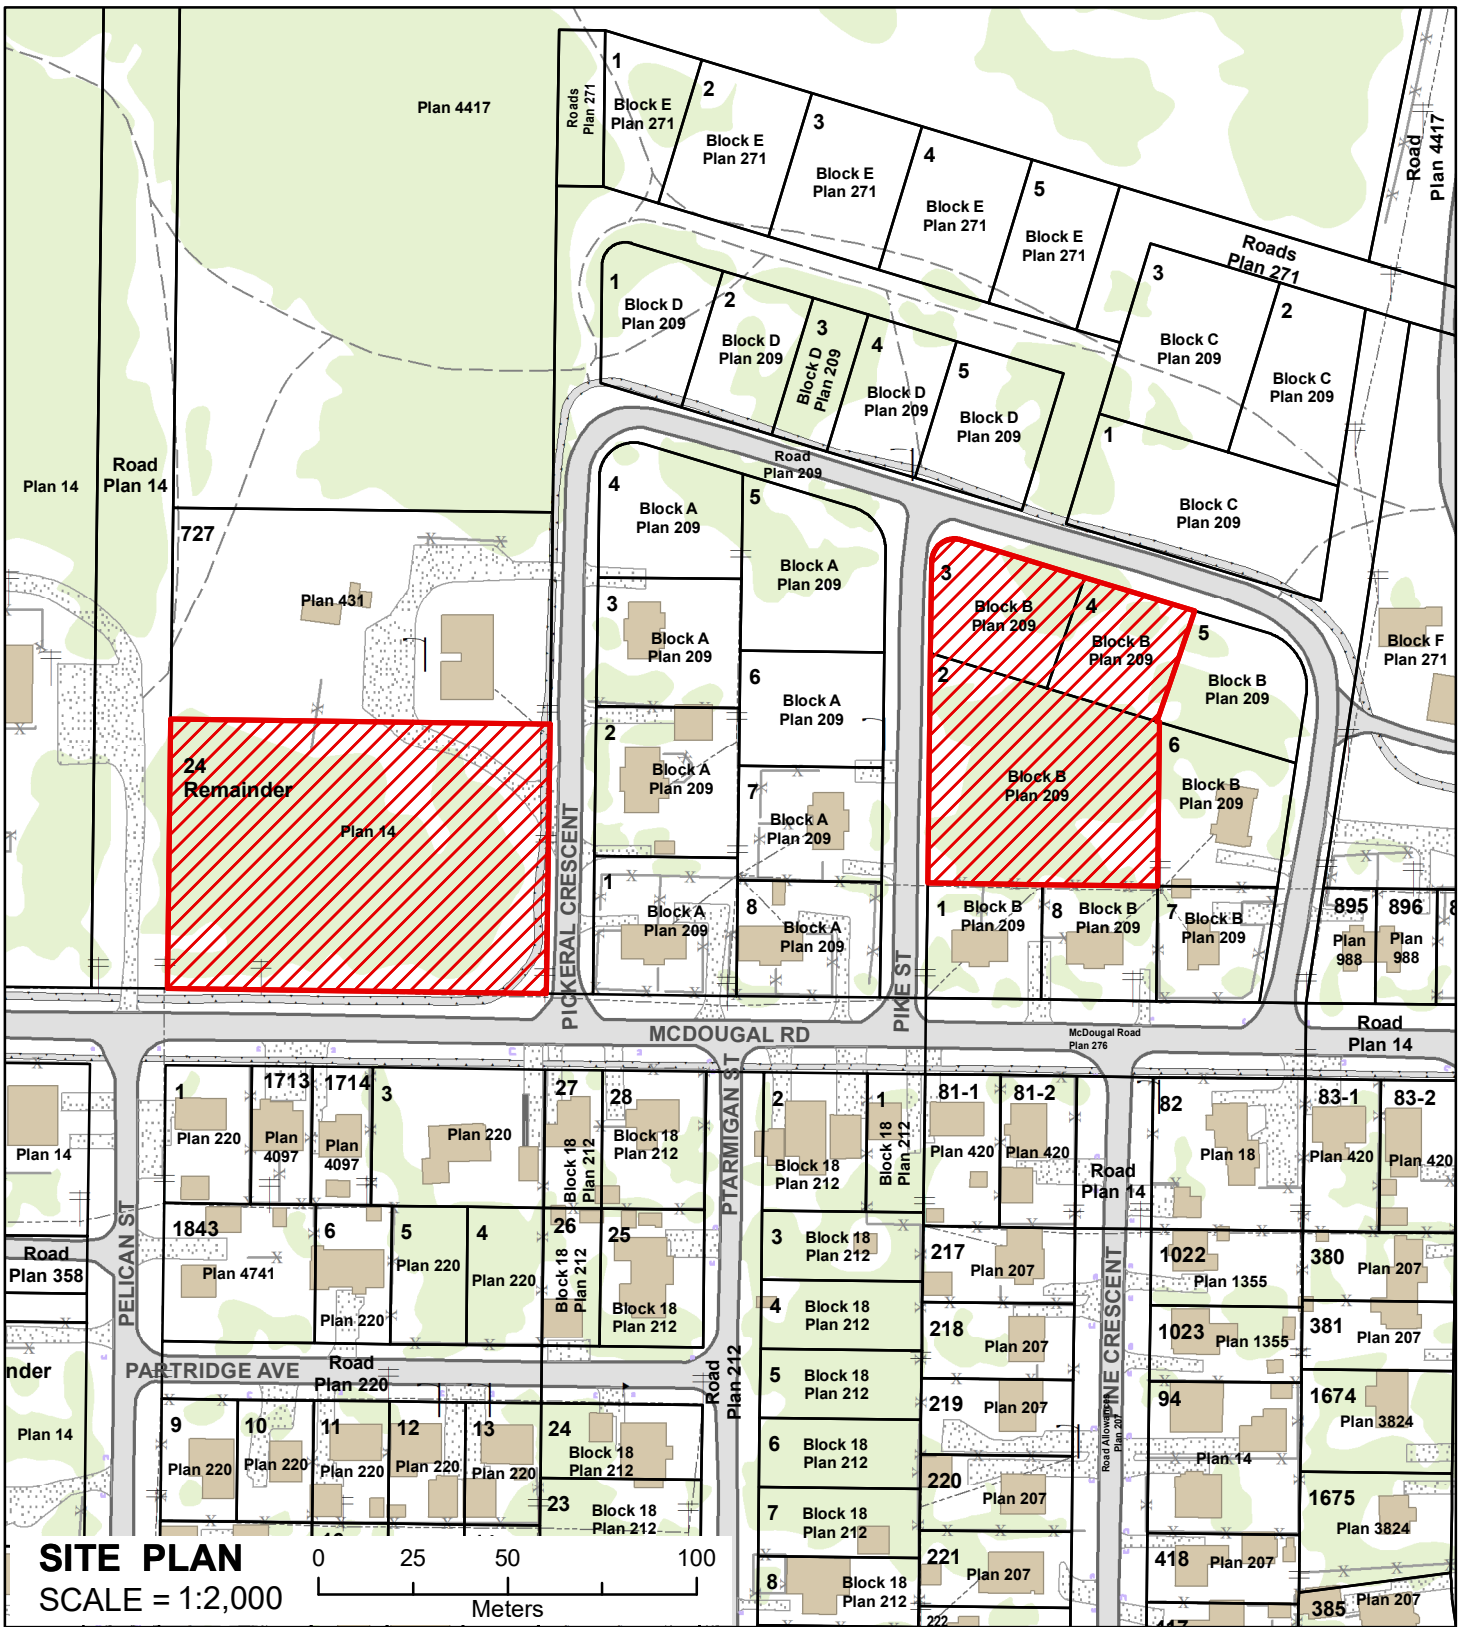 Plan 4417
Roads
Plan 271
1
Block E
Plan 271
2
Block E
Plan 271
3
Block E
Plan 271
4
Block E
Plan 271
5
Block E
Plan 271
Road
Plan 4417
Roads
Plan 271
3
Block C
Plan 209
2
Block C
Plan 209
1
Block C
Plan 209
1
Block D
Plan 209
2
Block D
Plan 209
3
Block D
Plan 209
4
Block D
Plan 209
5
Block D
Plan 209
Plan 14
Road
Plan 14
727
Plan 431
Road
Plan 209
4
Block A
Plan 209
5
Block A
Plan 209
3
Block A
Plan 209
6
Block A
Plan 209
2
Block A
Plan 209
7
Block A
Plan 209
1
Block A
Plan 209
8
Block A
Plan 209
3
Block B
Plan 209
4
Block B
Plan 209
5
Block B
Plan 209
2
Block B
Plan 209
6
Block B
Plan 209
1
Block B
Plan 209
8
Block B
Plan 209
7
Block B
Plan 209
Block F
Plan 271
24
Remainder
Plan 14
895
Plan
988
896
Plan
988
8
PICKERAL CRESCENT
PIKE ST
MCDOUGAL RD
McDougal Road
Plan 276
Road
Plan 14
Plan 14
1
Plan 220
1713
Plan
4097
1714
Plan
4097
3
Plan 220
27
Block 18
Plan 212
28
Block 18
Plan 212
PTARMIGAN ST
2
Block 18
Plan 212
1
Block 18
Plan 212
81-1
Plan 420
81-2
Plan 420
Road
Plan 14
82
Plan 18
83-1
Plan 420
83-2
Plan 420
PELICAN ST
Road
Plan 358
1843
Plan 4741
6
Plan 220
5
Plan 220
4
Plan 220
26
Block 18
Plan 212
25
Block 18
Plan 212
3
Block 18
Plan 212
4
Block 18
Plan 212
5
Block 18
Plan 212
6
Block 18
Plan 212
7
Block 18
Plan 212
8
Block 18
Plan 212
217
Plan 207
218
Plan 207
219
Plan 207
220
Plan 207
221
Plan 207
222
INE CRESCENT
Road Allowance
Plan 207
1022
Plan 1355
1023
Plan 1355
94
Plan 14
418
Plan 207
417
380
Plan 207
381
Plan 207
1674
Plan 3824
1675
Plan 3824
385
Plan 207
nder
Plan 14
PARTRIDGE AVE
Road
Plan 220
Road
Plan 212
9
Plan 220
10
Plan 220
11
Plan 220
12
Plan 220
13
Plan 220
24
Block 18
Plan 212
23
Block 18
Plan 212
SITE PLAN
SCALE = 1:2,000
0 25 50 100
Meters